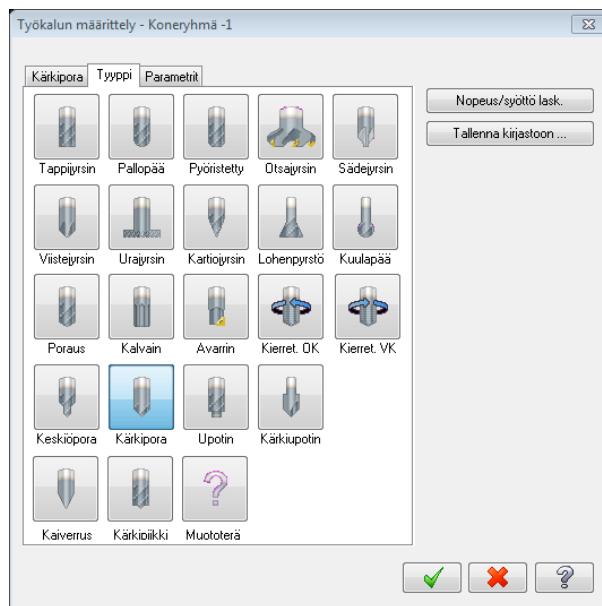 Työkalun määrittely - Koneryhmä -1
Kärkipora Tyyppi Parametrit
Nopeus/syöttö lask.
Tallenna kirjastoon ...
Tappijyrsin Pallopää Pyöristetty Otsajyrsin Sädejyrsin
Viistejyrsin Urajyrsin Kartiojyrsin Lohenpyrstö Kuulapää
Poraus Kalvain Avarrin Kierret. OK Kierret. VK
Keskiöpora Kärkipora Upotin Kärkiupotin
Kaiverrus Kärkipiikki Muototerä